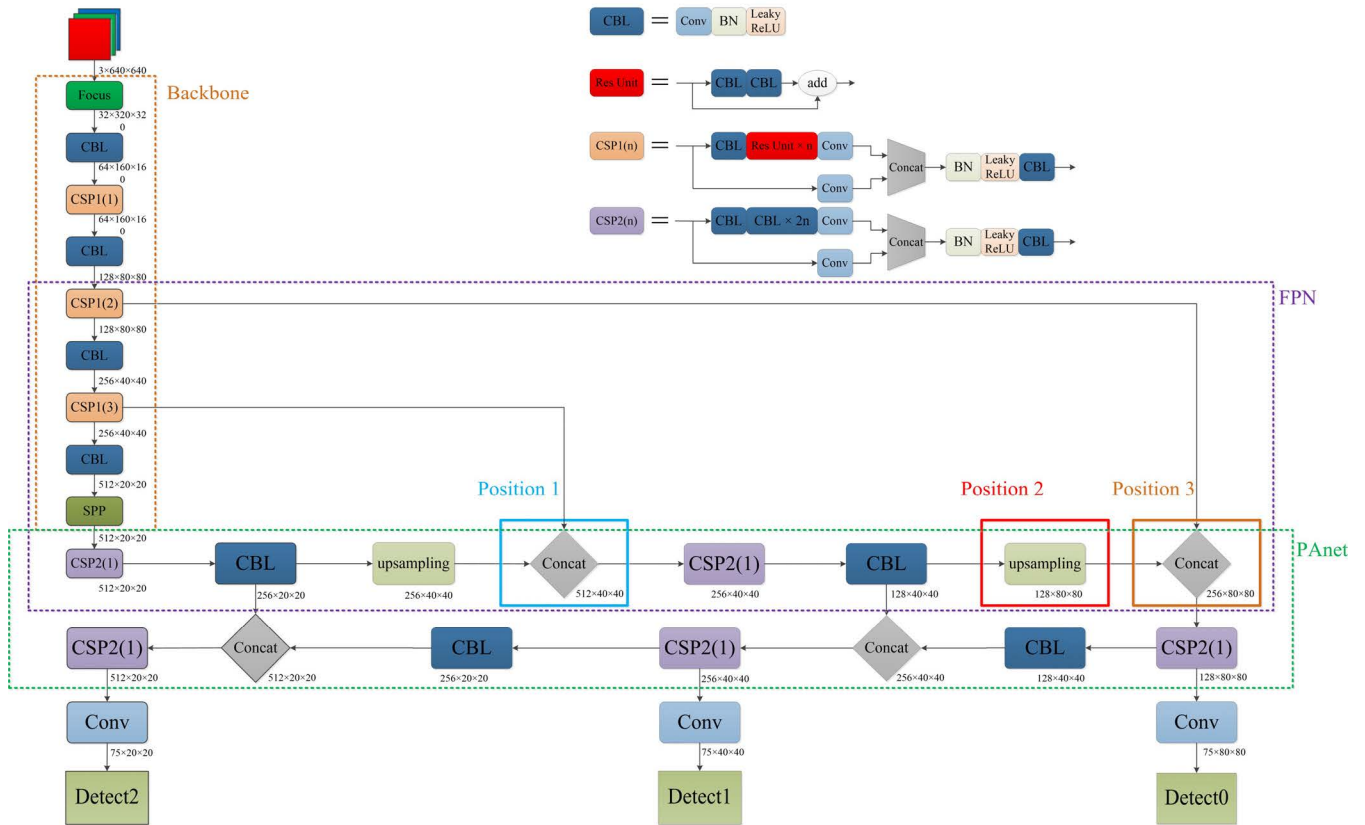 CBL = Conv BN Leaky ReLU
Res Unit = CBL CBL add
CSP1(n) = CBL Res Unit × n Conv
Conv
Concat BN Leaky ReLU CBL
CSP2(n) = CBL CBL × 2n Conv
Conv
Concat BN Leaky ReLU CBL
3×640×640
Backbone
Focus
32×320×32
0
CBL
64×160×16
0
CSP1(1)
64×160×16
0
CBL
128×80×80
FPN
CSP1(2)
128×80×80
CBL
256×40×40
CSP1(3)
256×40×40
CBL
512×20×20
SPP
512×20×20
Position 1
Position 2
Position 3
PAnet
CSP2(1)
512×20×20
CBL
256×20×20
upsampling
256×40×40
Concat
512×40×40
CSP2(1)
256×40×40
CBL
128×40×40
upsampling
128×80×80
Concat
256×80×80
CSP2(1)
512×20×20
Concat
512×20×20
CBL
256×20×20
CSP2(1)
256×40×40
Concat
256×40×40
CBL
128×40×40
CSP2(1)
128×80×80
Conv
75×20×20
Conv
75×40×40
Conv
75×80×80
Detect2
Detect1
Detect0